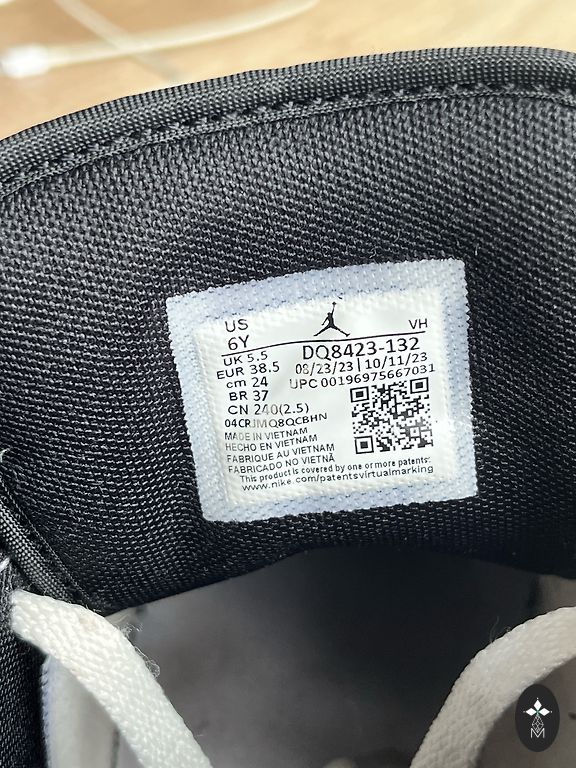 US
6Y
UK 5.5
EUR 38.5
cm 24
BR 37
CN 240(2.5)
VH
DQ8423-132
08/23/23 | 10/11/23
UPC 00196975667031
04CPJMQ8QCBHN
MADE IN VIETNAM
HECHO EN VIETNAM
FABRIQUE AU VIETNAM
FABRICADO NO VIETNÃ
This product is covered by one or more patents:
www.nike.com/patentsvirtualmarking
M